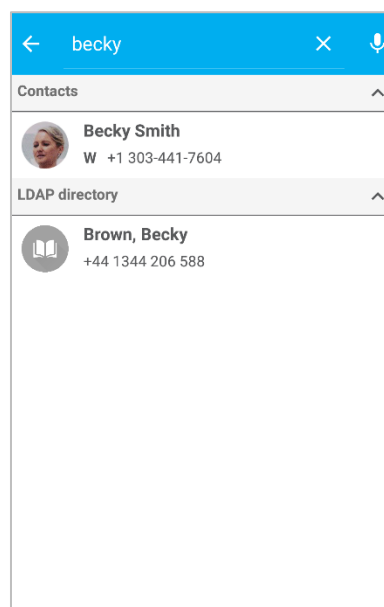 becky
Contacts
Becky Smith
W +1 303-441-7604
LDAP directory
Brown, Becky
+44 1344 206 588